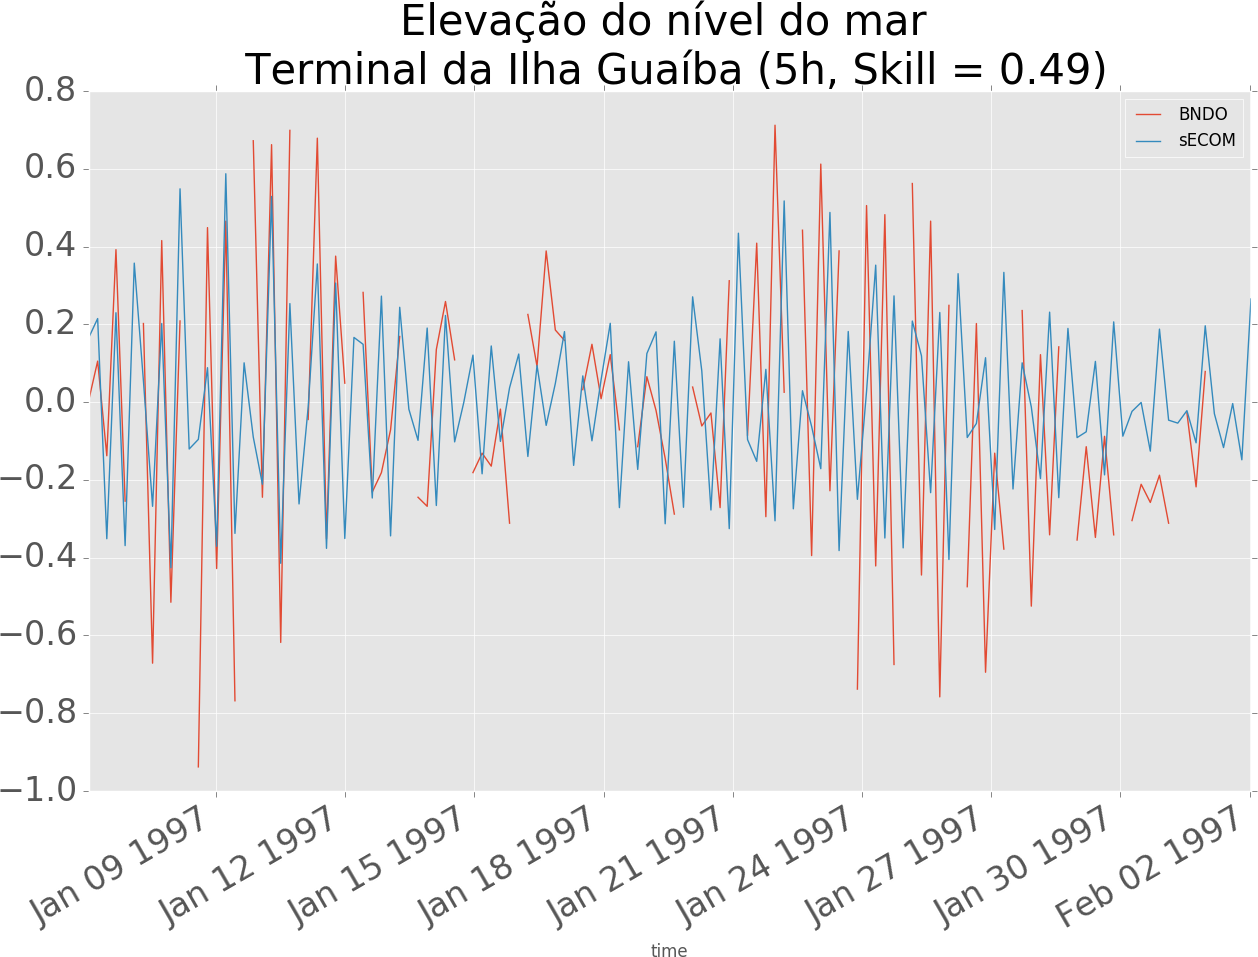 Elevação do nível do mar
Terminal da Ilha Guaíba (5h, Skill = 0.49)
0.8
0.6
0.4
0.2
0.0
−0.2
−0.4
−0.6
−0.8
−1.0
BNDO
sECOM
Jan 09 1997
Jan 12 1997
Jan 15 1997
Jan 18 1997
Jan 21 1997
Jan 24 1997
Jan 27 1997
Jan 30 1997
Feb 02 1997
time